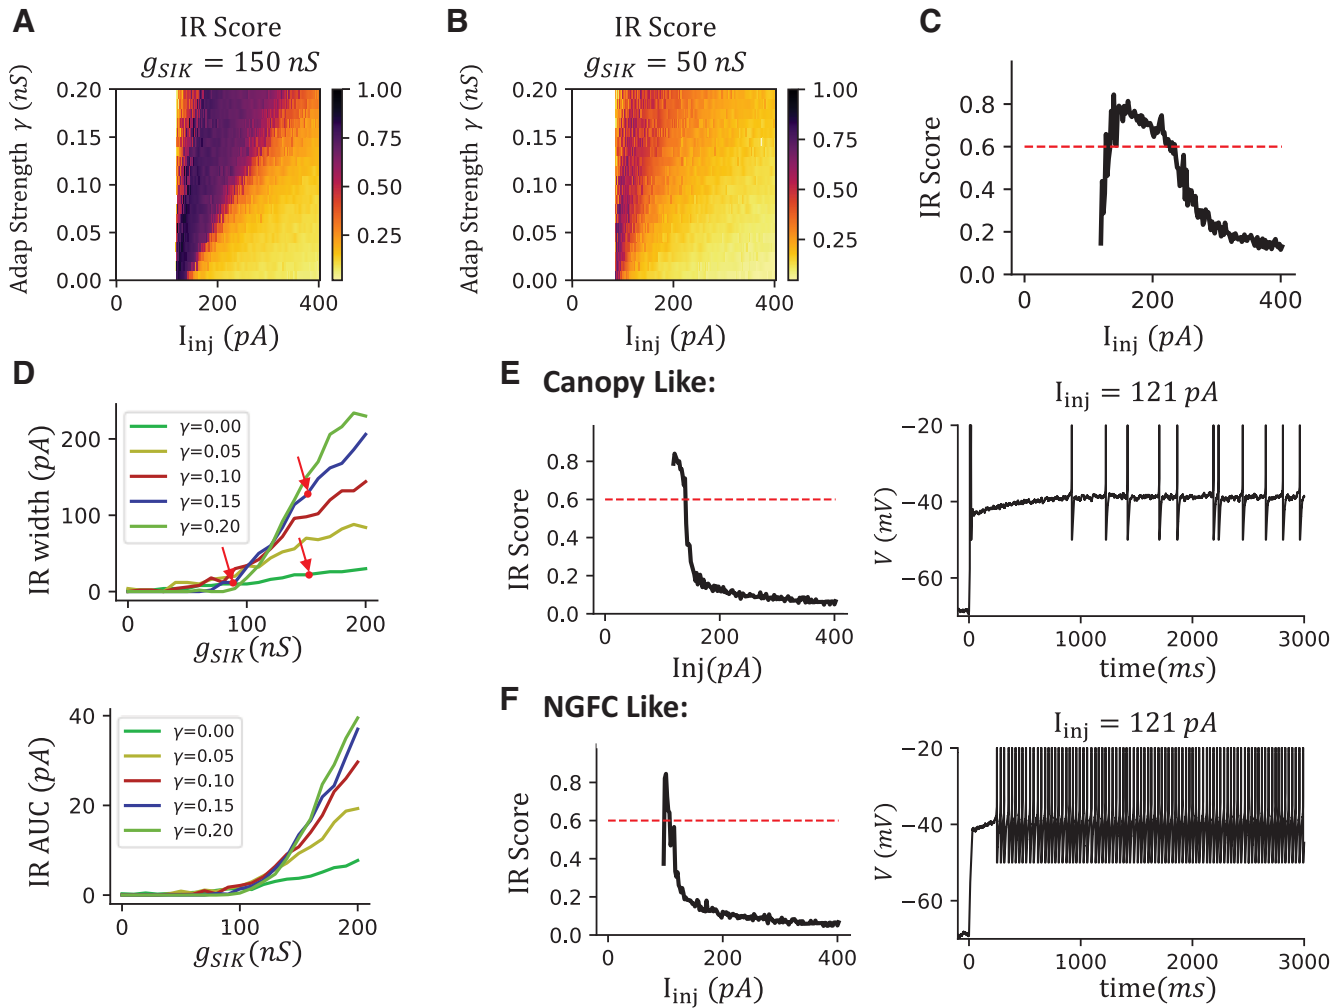 A
IR Score
g_SIK = 150 nS
Adap Strength γ (nS)
0.20
0.15
0.10
0.05
0.00
0
200
400
I_inj (pA)
1.00
0.75
0.50
0.25
B
IR Score
g_SIK = 50 nS
Adap Strength γ (nS)
0.20
0.15
0.10
0.05
0.00
0
200
400
I_inj (pA)
1.00
0.75
0.50
0.25
C
IR Score
0.8
0.6
0.4
0.2
0.0
0
200
400
I_inj (pA)
D
IR width (pA)
200
100
0
γ=0.00
γ=0.05
γ=0.10
γ=0.15
γ=0.20
0
100
200
g_SIK(nS)
IR AUC (pA)
40
20
0
γ=0.00
γ=0.05
γ=0.10
γ=0.15
γ=0.20
0
100
200
g_SIK(nS)
E
Canopy Like:
IR Score
0.8
0.6
0.4
0.2
0.0
0
200
400
Inj(pA)
I_inj = 121 pA
V (mV)
−20
−40
−60
0
1000
2000
3000
time(ms)
F
NGFC Like:
IR Score
0.8
0.6
0.4
0.2
0.0
0
200
400
I_inj (pA)
I_inj = 121 pA
V (mV)
−20
−40
−60
0
1000
2000
3000
time(ms)